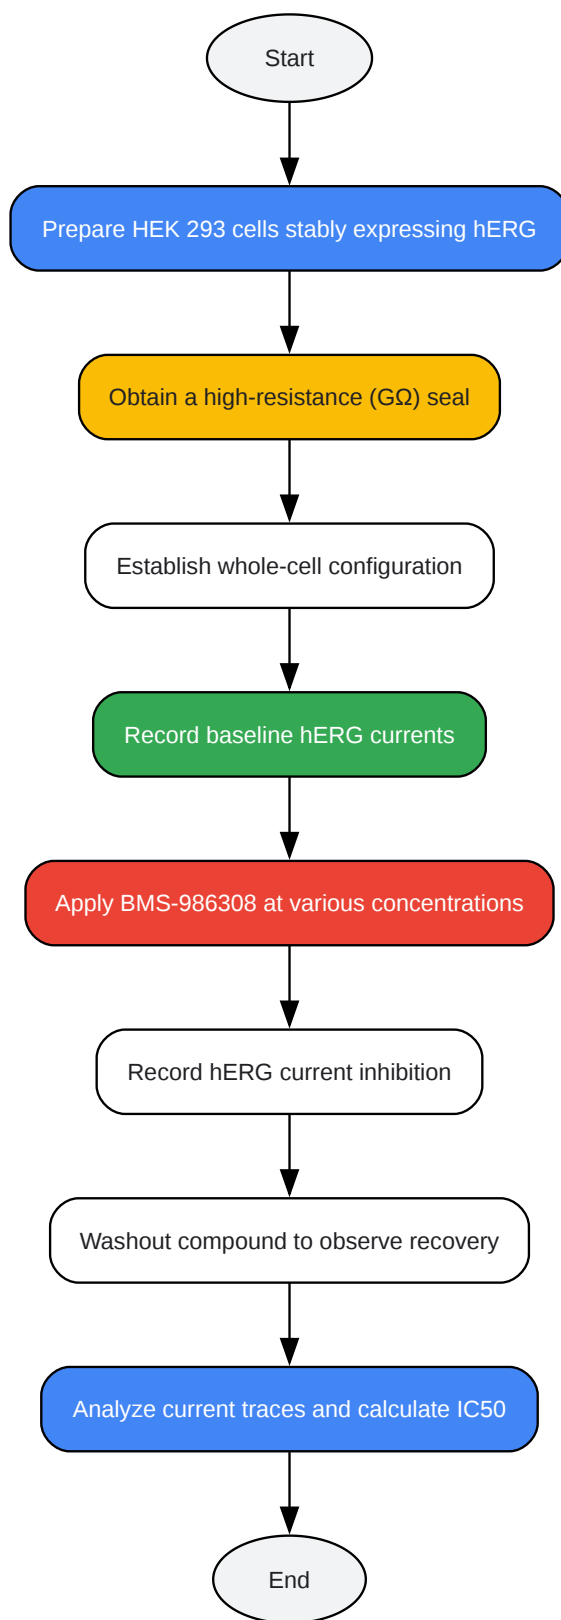 Start
Prepare HEK 293 cells stably expressing hERG
Obtain a high-resistance (GΩ) seal
Establish whole-cell configuration
Record baseline hERG currents
Apply BMS-986308 at various concentrations
Record hERG current inhibition
Washout compound to observe recovery
Analyze current traces and calculate IC50
End